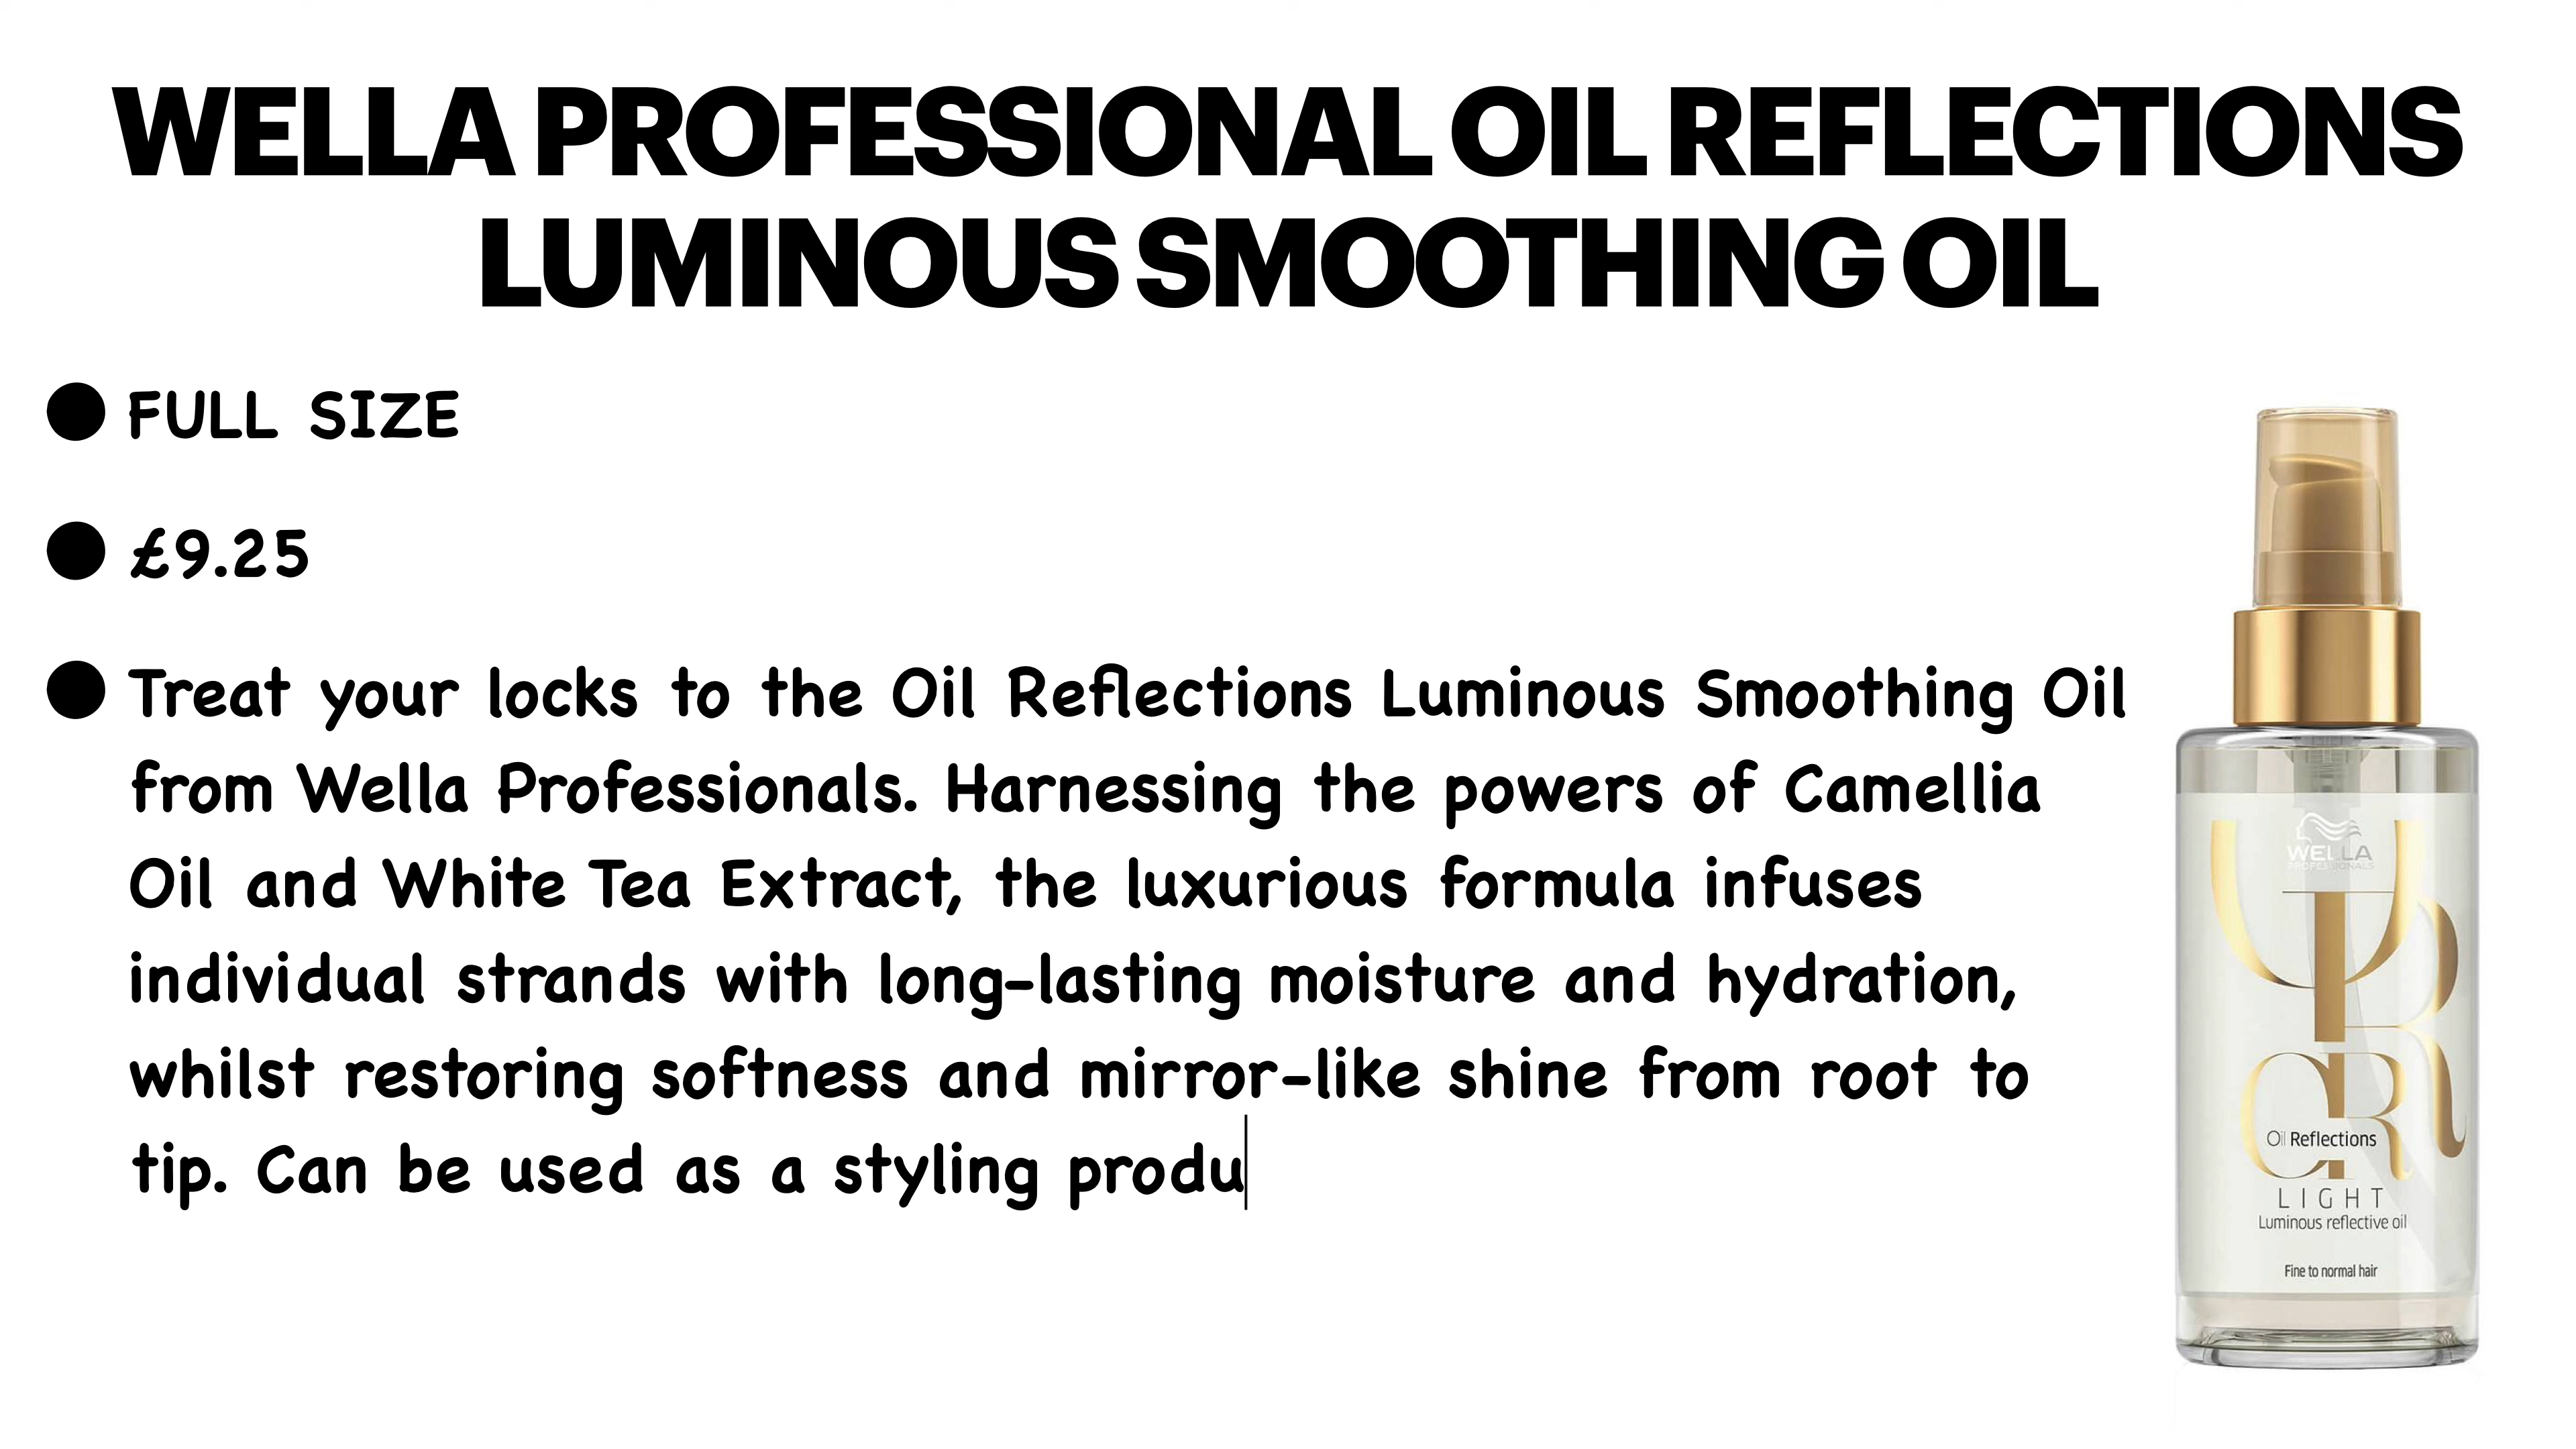 WELLA PROFESSIONAL OIL REFLECTIONS
LUMINOUS SMOOTHING OIL
● FULL SIZE
● £9.25
● Treat your locks to the Oil Reflections Luminous Smoothing Oil
from Wella Professionals. Harnessing the powers of Camellia
Oil and White Tea Extract, the luxurious formula infuses
individual strands with long-lasting moisture and hydration,
whilst restoring softness and mirror-like shine from root to
tip. Can be used as a styling produ
WELLA
PROFESSIONALS
Oil Reflections
LIGHT
Luminous reflective oil
Fine to normal hair